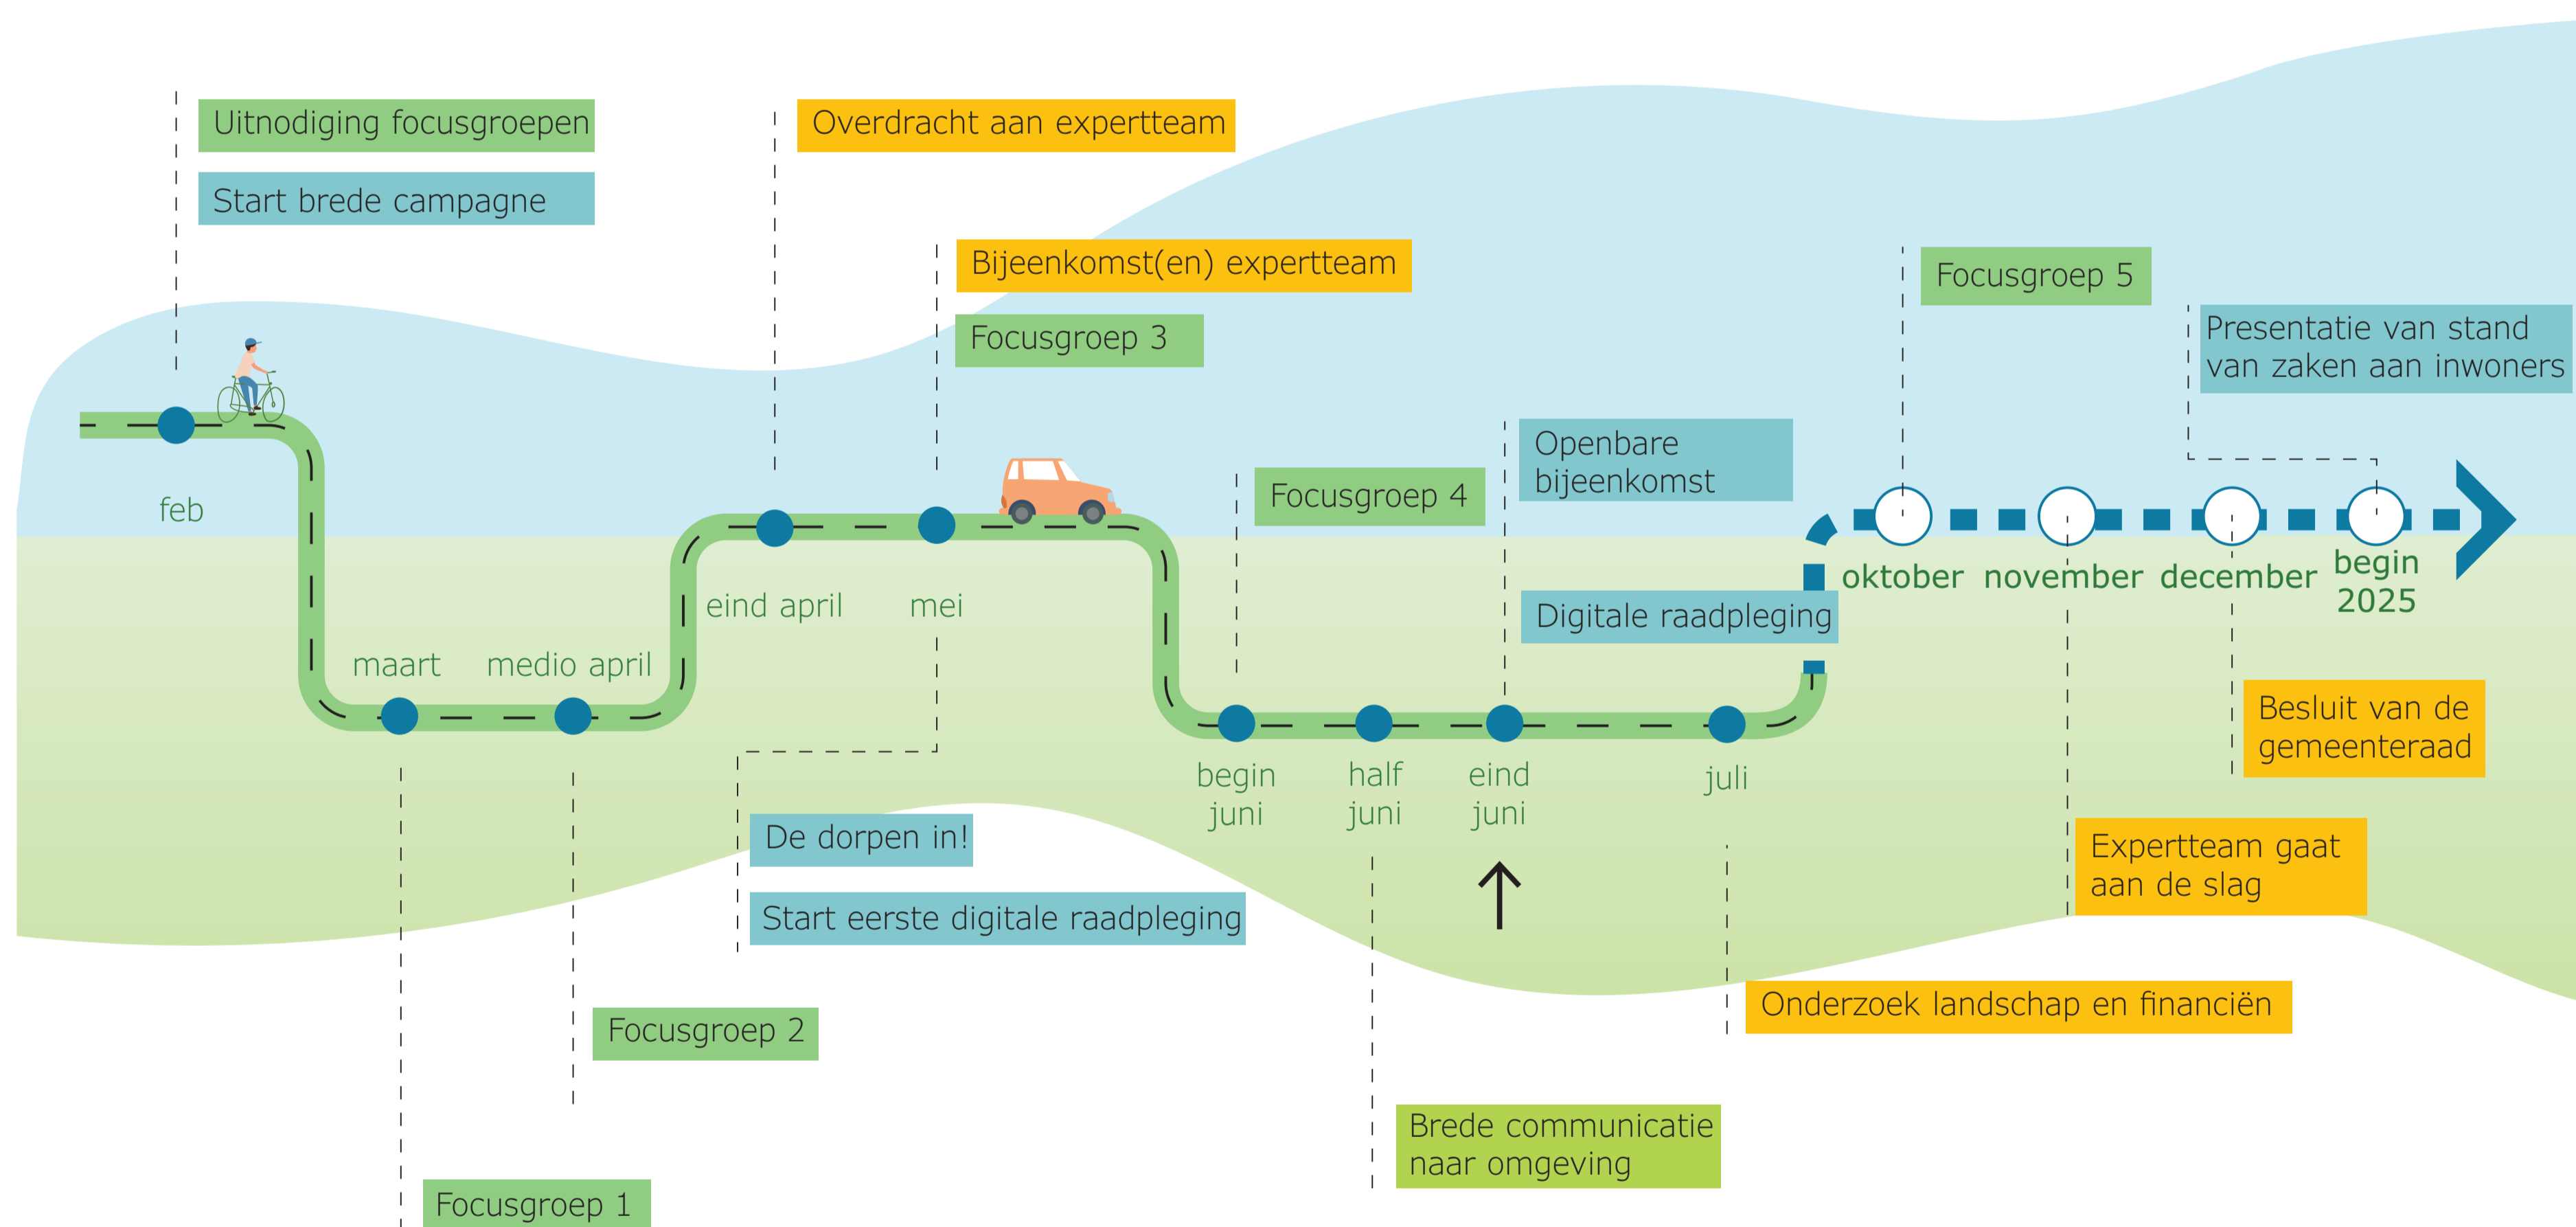 Uitnodiging focusgroepen
Start brede campagne
feb
Focusgroep 1
maart
medio april
Focusgroep 2
Overdracht aan expertteam
eind april
Bijeenkomst(en) expertteam
Focusgroep 3
mei
De dorpen in!
Start eerste digitale raadpleging
Focusgroep 4
begin
juni
half
juni
Brede communicatie
naar omgeving
Openbare
bijeenkomst
Digitale raadpleging
eind
juni
juli
Onderzoek landschap en financiën
Focusgroep 5
oktober
november
Expertteam gaat
aan de slag
december
Besluit van de
gemeenteraad
Presentatie van stand
van zaken aan inwoners
begin
2025